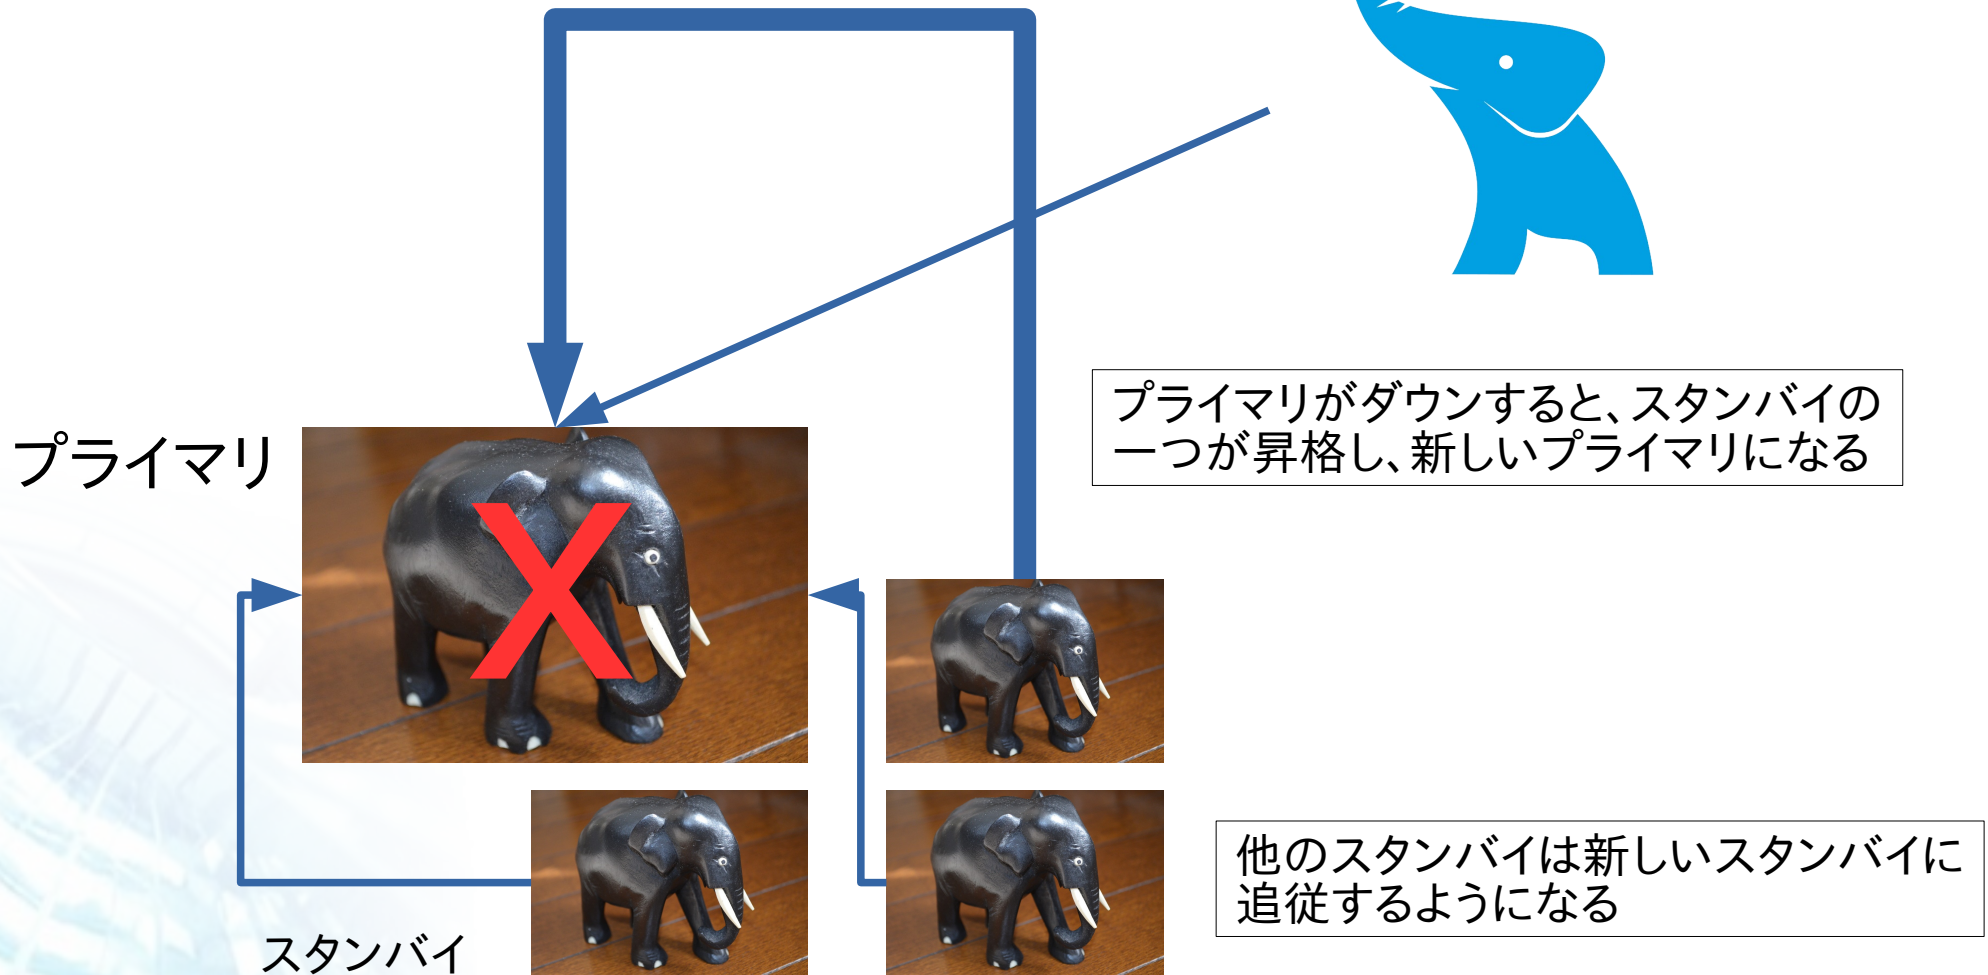 プライマリ
X
プライマリがダウンすると、スタンバイの
一つが昇格し、新しいプライマリになる
他のスタンバイは新しいスタンバイに
追従するようになる
スタンバイ